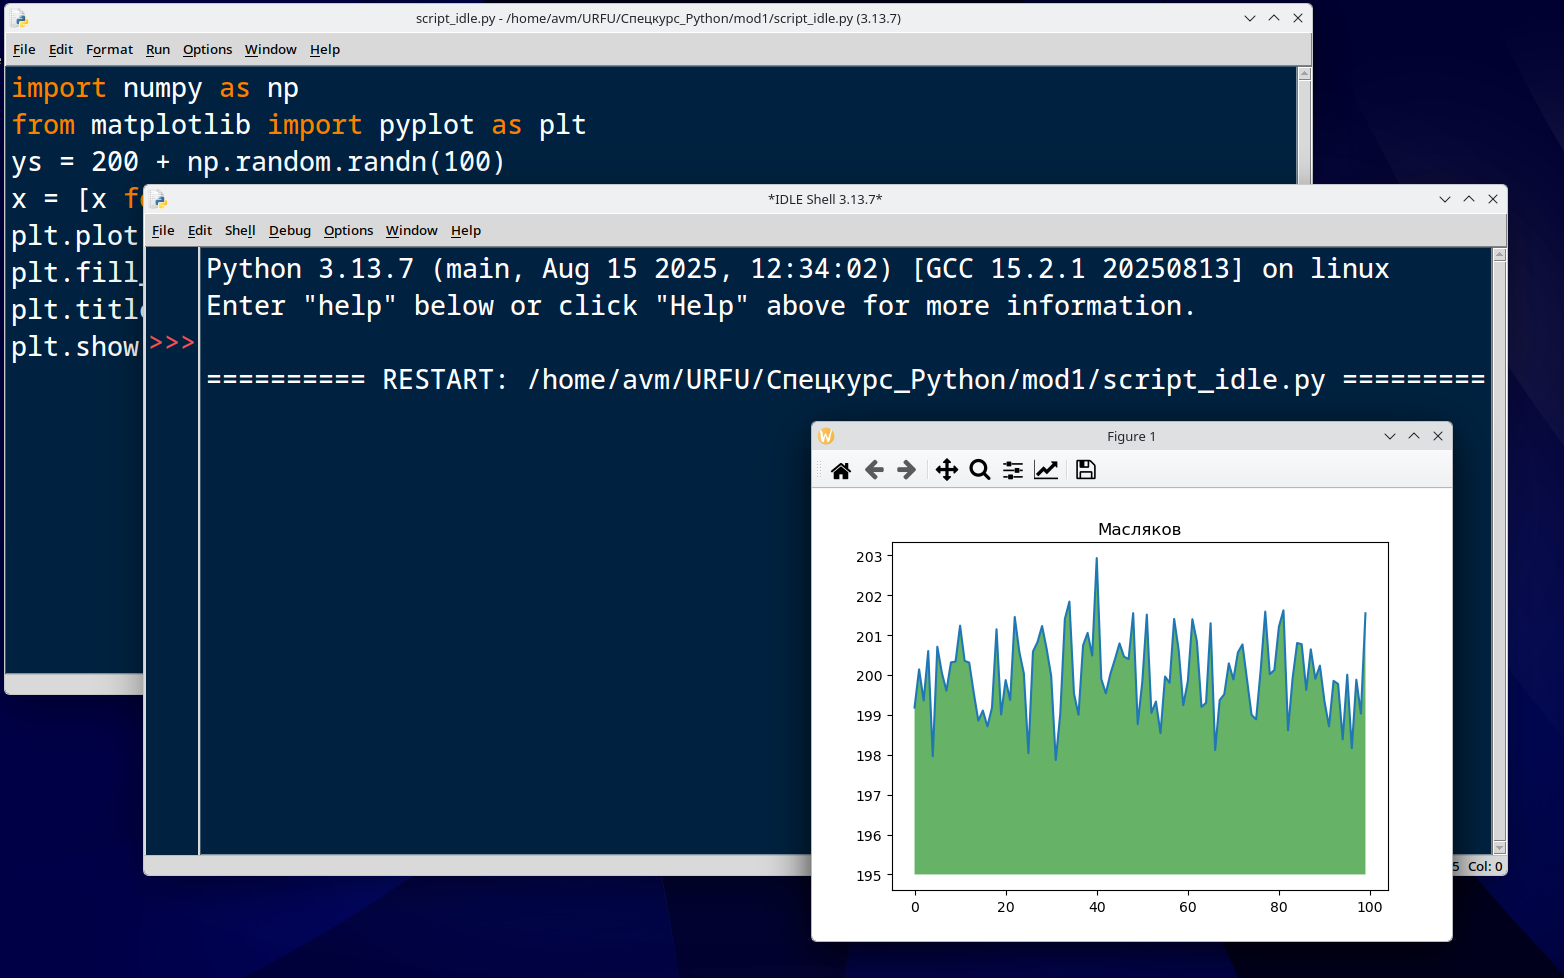 script_idle.py - /home/avm/URFU/Спецкурс_Python/mod1/script_idle.py (3.13.7)
File Edit Format Run Options Window Help
import numpy as np
from matplotlib import pyplot as plt
ys = 200 + np.random.randn(100)
x = [x
plt.plot
plt.fill_
plt.title
plt.show
*IDLE Shell 3.13.7*
File Edit Shell Debug Options Window Help
Python 3.13.7 (main, Aug 15 2025, 12:34:02) [GCC 15.2.1 20250813] on linux
Enter "help" below or click "Help" above for more information.
>>>
========== RESTART: /home/avm/URFU/Спецкурс_Python/mod1/script_idle.py =========
5 Col: 0
Figure 1
Масляков
203
202
201
200
199
198
197
196
195
0 20 40 60 80 100